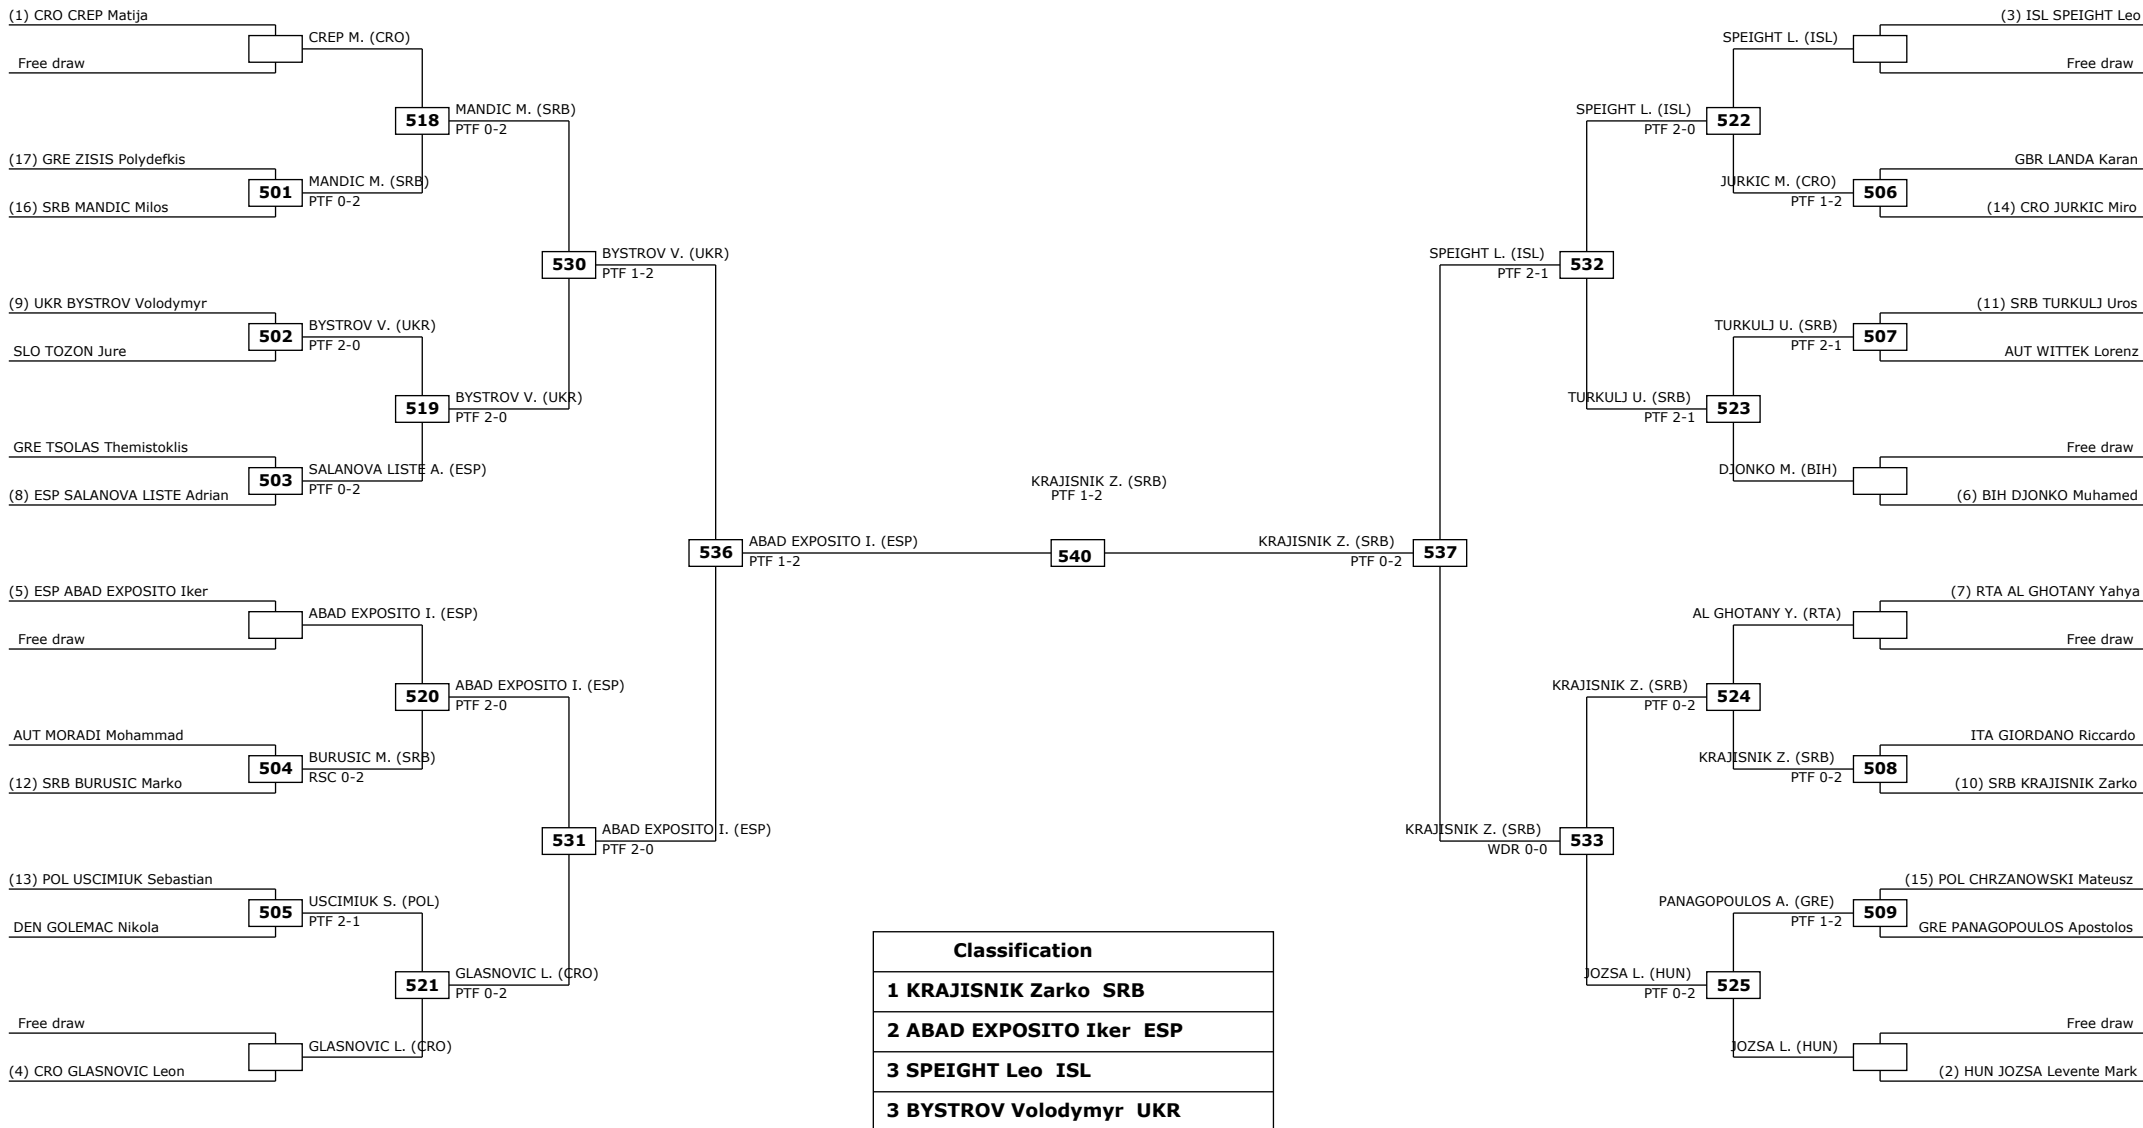 (1) CRO CREP Matija
Free draw
CREP M. (CRO)
518
MANDIC M. (SRB)
PTF 0-2
(17) GRE ZISIS Polydefkis
501
MANDIC M. (SRB)
PTF 0-2
(16) SRB MANDIC Milos
530
BYSTROV V. (UKR)
PTF 1-2
(9) UKR BYSTROV Volodymyr
502
BYSTROV V. (UKR)
PTF 2-0
SLO TOZON Jure
519
BYSTROV V. (UKR)
PTF 2-0
GRE TSOLAS Themistoklis
503
SALANOVA LISTE A. (ESP)
PTF 0-2
(8) ESP SALANOVA LISTE Adrian
536
ABAD EXPOSITO I. (ESP)
PTF 1-2
(5) ESP ABAD EXPOSITO Iker
ABAD EXPOSITO I. (ESP)
Free draw
520
ABAD EXPOSITO I. (ESP)
PTF 2-0
AUT MORADI Mohammad
504
BURUSIC M. (SRB)
RSC 0-2
(12) SRB BURUSIC Marko
531
ABAD EXPOSITO I. (ESP)
PTF 2-0
(13) POL USCIMIUK Sebastian
505
USCIMIUK S. (POL)
PTF 2-1
DEN GOLEMAC Nikola
521
GLASNOVIC L. (CRO)
PTF 0-2
Free draw
GLASNOVIC L. (CRO)
(4) CRO GLASNOVIC Leon
KRAJISNIK Z. (SRB)
PTF 1-2
540
(3) ISL SPEIGHT Leo
SPEIGHT L. (ISL)
Free draw
SPEIGHT L. (ISL)
PTF 2-0
522
GBR LANDA Karan
JURKIC M. (CRO)
PTF 1-2
506
(14) CRO JURKIC Miro
SPEIGHT L. (ISL)
PTF 2-1
532
(11) SRB TURKULJ Uros
TURKULJ U. (SRB)
PTF 2-1
507
AUT WITTEK Lorenz
TURKULJ U. (SRB)
PTF 2-1
523
Free draw
DJONKO M. (BIH)
(6) BIH DJONKO Muhamed
KRAJISNIK Z. (SRB)
PTF 0-2
537
(7) RTA AL GHOTANY Yahya
AL GHOTANY Y. (RTA)
Free draw
KRAJISNIK Z. (SRB)
PTF 0-2
524
ITA GIORDANO Riccardo
KRAJISNIK Z. (SRB)
PTF 0-2
508
(10) SRB KRAJISNIK Zarko
KRAJISNIK Z. (SRB)
WDR 0-0
533
(15) POL CHRZANOWSKI Mateusz
PANAGOPOULOS A. (GRE)
PTF 1-2
509
GRE PANAGOPOULOS Apostolos
JOZSA L. (HUN)
PTF 0-2
525
Free draw
JOZSA L. (HUN)
(2) HUN JOZSA Levente Mark
Classification
1 KRAJISNIK Zarko SRB
2 ABAD EXPOSITO Iker ESP
3 SPEIGHT Leo ISL
3 BYSTROV Volodymyr UKR